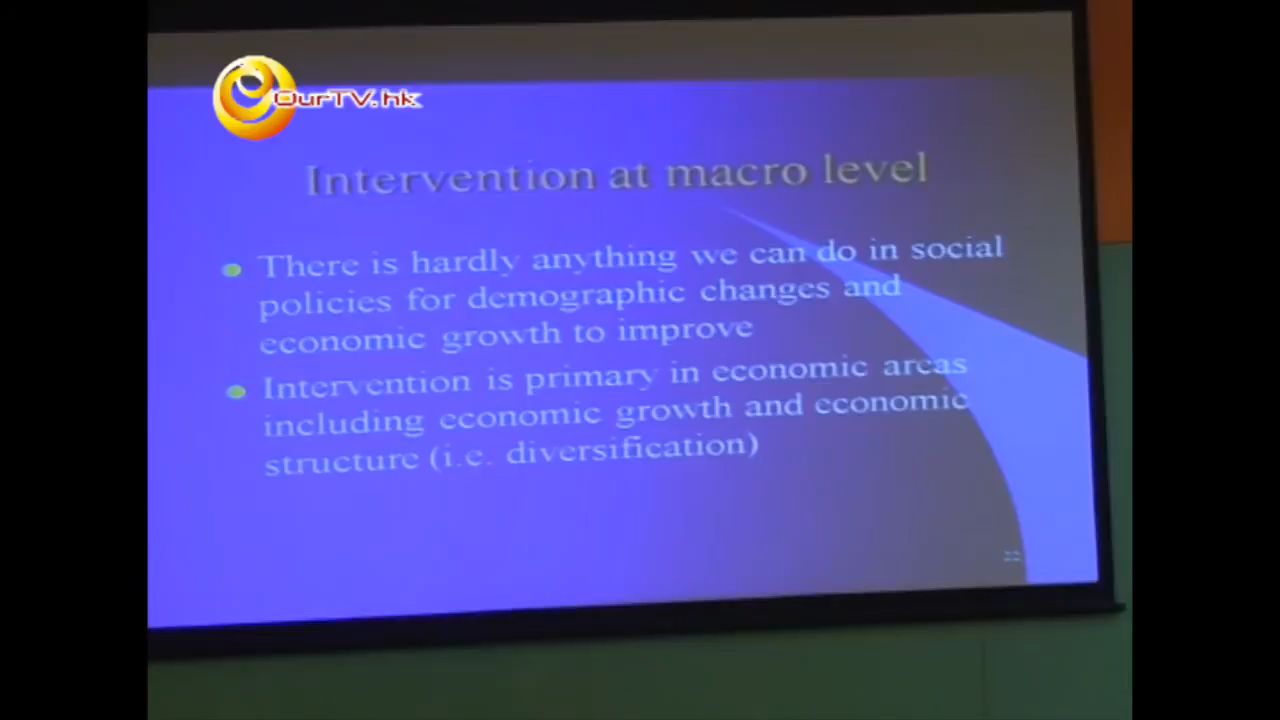 OurTV.hk
Intervention at macro level
There is hardly anything we can do in social
policies for demographic changes and
economic growth to improve
Intervention is primary in economic areas
including economic growth and economic
structure (i.e. diversification)
22